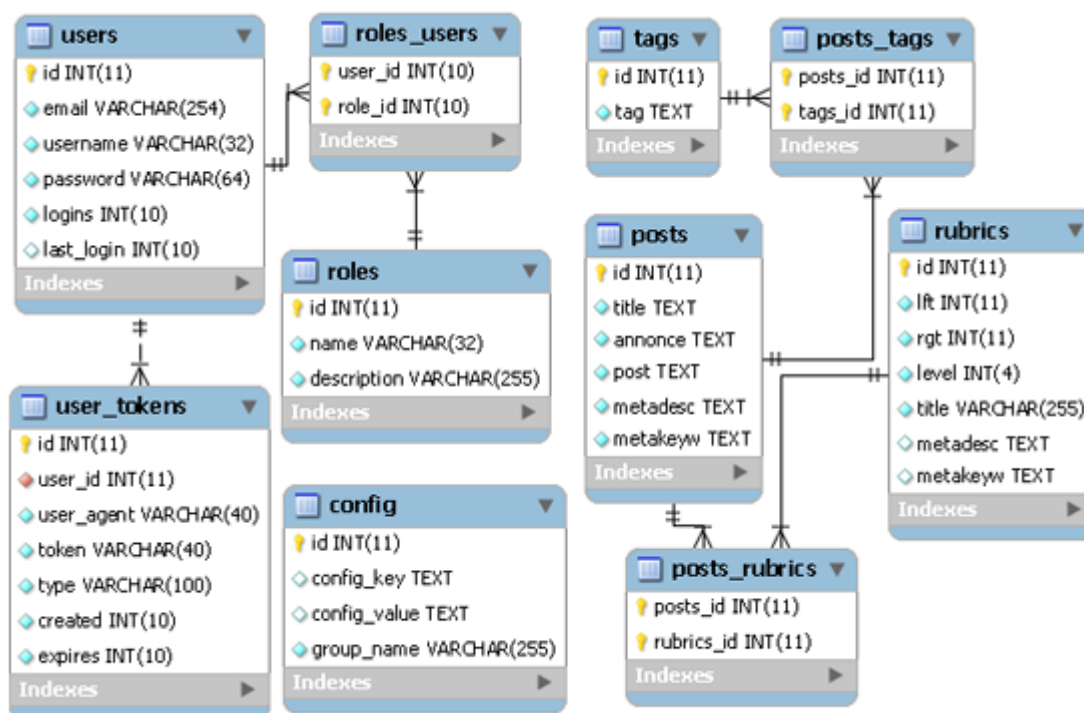 users
id INT(11)
email VARCHAR(254)
username VARCHAR(32)
password VARCHAR(64)
logins INT(10)
last_login INT(10)
Indexes
roles_users
user_id INT(10)
role_id INT(10)
Indexes
tags
id INT(11)
tag TEXT
Indexes
posts_tags
posts_id INT(11)
tags_id INT(11)
Indexes
roles
id INT(11)
name VARCHAR(32)
description VARCHAR(255)
Indexes
posts
id INT(11)
title TEXT
annonce TEXT
post TEXT
metadesc TEXT
metakeyw TEXT
Indexes
rubrics
id INT(11)
lft INT(11)
rgt INT(11)
level INT(4)
title VARCHAR(255)
metadesc TEXT
metakeyw TEXT
Indexes
user_tokens
id INT(11)
user_id INT(11)
user_agent VARCHAR(40)
token VARCHAR(40)
type VARCHAR(100)
created INT(10)
expires INT(10)
Indexes
config
id INT(11)
config_key TEXT
config_value TEXT
group_name VARCHAR(255)
Indexes
posts_rubrics
posts_id INT(11)
rubrics_id INT(11)
Indexes